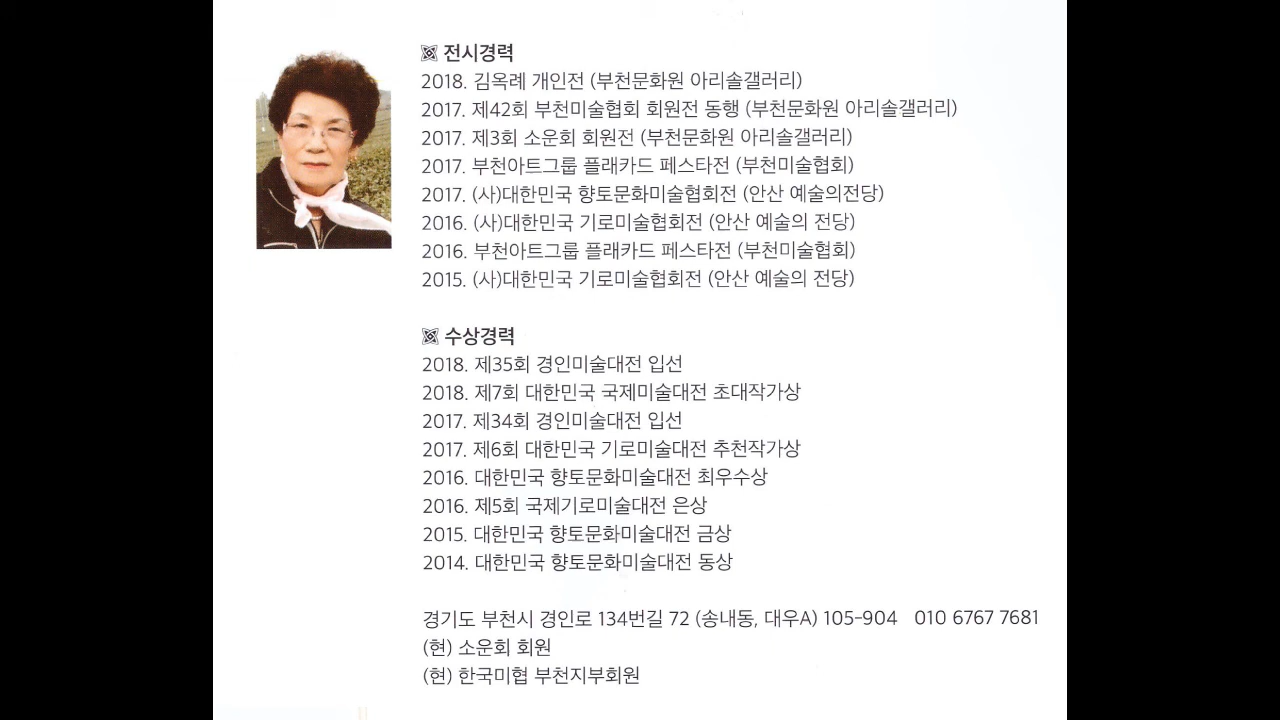 전시경력
2018. 김옥례 개인전 (부천문화원 아리솔갤러리)
2017. 제42회 부천미술협회 회원전 동행 (부천문화원 아리솔갤러리)
2017. 제3회 소운회 회원전 (부천문화원 아리솔갤러리)
2017. 부천아트그룹 플래카드 페스타전 (부천미술협회)
2017. (사)대한민국 향토문화미술협회전 (안산 예술의전당)
2016. (사)대한민국 기로미술협회전 (안산 예술의 전당)
2016. 부천아트그룹 플래카드 페스타전 (부천미술협회)
2015. (사)대한민국 기로미술협회전 (안산 예술의 전당)
수상경력
2018. 제35회 경인미술대전 입선
2018. 제7회 대한민국 국제미술대전 초대작가상
2017. 제34회 경인미술대전 입선
2017. 제6회 대한민국 기로미술대전 추천작가상
2016. 대한민국 향토문화미술대전 최우수상
2016. 제5회 국제기로미술대전 은상
2015. 대한민국 향토문화미술대전 금상
2014. 대한민국 향토문화미술대전 동상
경기도 부천시 경인로 134번길 72 (송내동, 대우A) 105-904 010 6767 7681
(현) 소운회 회원
(현) 한국미협 부천지부회원